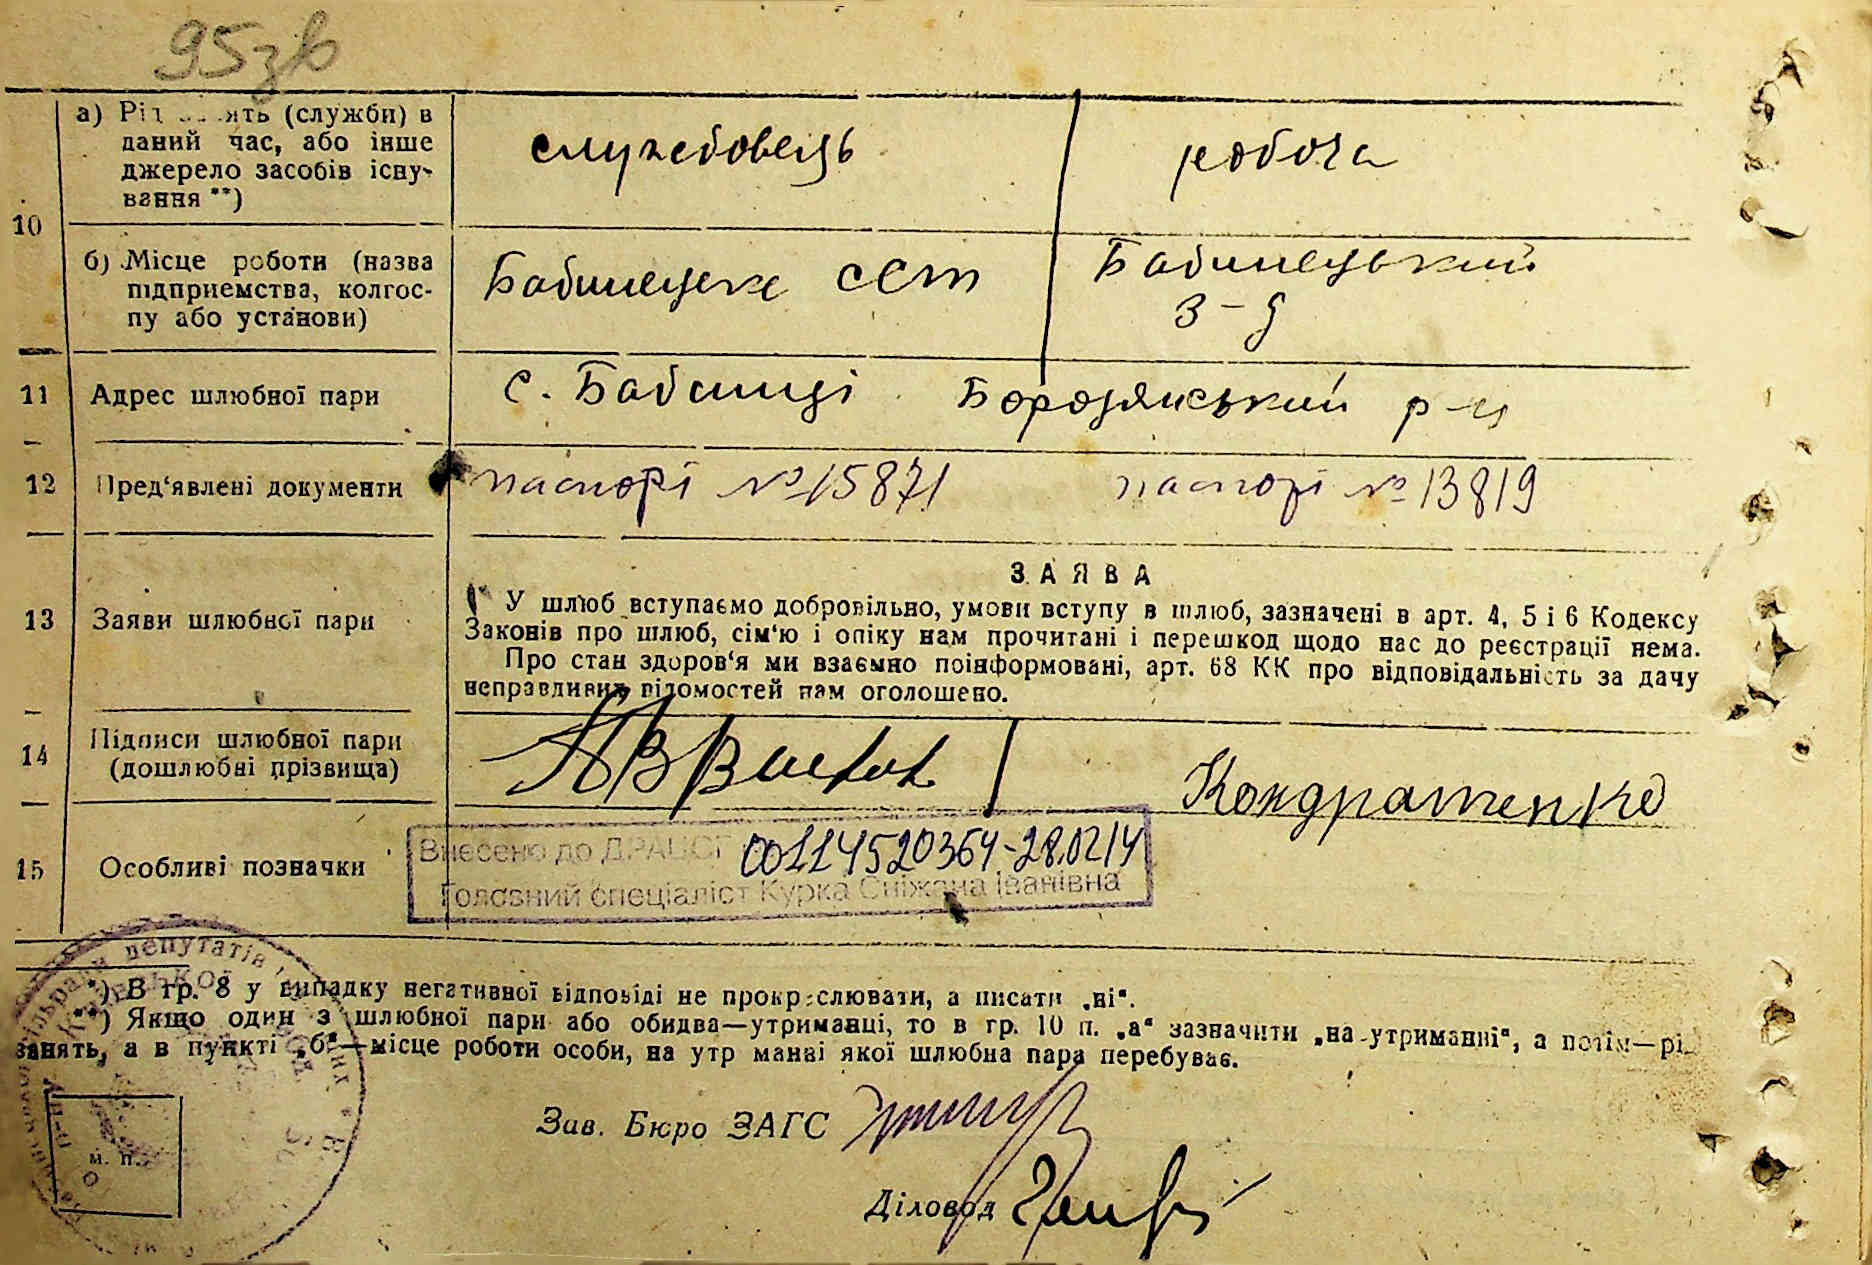 95зв
а) Рід занять (служби) в
даний час, або інше
джерело засобів існу-
вання **)
службовець
робоча
10
б) Місце роботи (назва
підприємства, колгос-
пу або установи)
Бабинецьке ССТ
Бабинецький
з-д
11 Адрес шлюбної пари
с. Бабинці Бородянський р-н
12 Пред'явлені документи
паспорт №15871 паспорт №13819
13 Заяви шлюбної пари
ЗАЯВА
У шлюб вступаємо добровільно, умови вступу в шлюб, зазначені в арт. 4, 5 і 6 Кодексу
Законів про шлюб, сім'ю і опіку нам прочитані і перешкод щодо нас до реєстрації нема.
Про стан здоров'я ми взаємно поінформовані, арт. 68 КК про відповідальність за дачу
неправдивих відомостей нам оголошено.
14 Підписи шлюбної пари
(дошлюбні прізвища)
Кондратенко
15 Особливі позначки
Внесено до ДРАЦСГ 00114520364-28.02.14
Головний спеціаліст Курка Сніжана Іванівна
депутатів
*) В гр. 8 у випадку негативної відповіді не прокреслювати, а писати „ні“.
**) Якщо один з шлюбної пари або обидва—утриманці, то в гр. 10 п. „а“ зазначити „на утриманні“, а потім—рід
занять, а в пункті „б“—місце роботи особи, на утриманні якої шлюбна пара перебуває.
Зав. Бюро ЗАГС
м. п.
Діловод